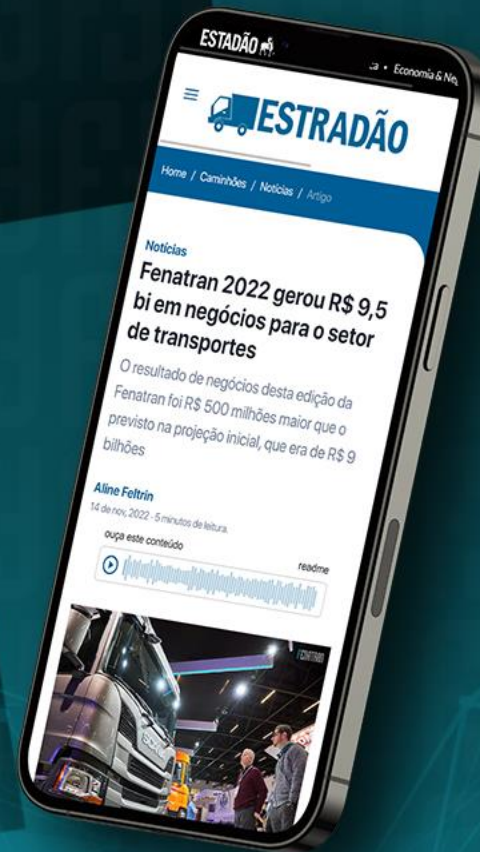 ESTADÃO
ca • Economia & Ne
ESTRADÃO
Home / Caminhões / Notícias / Artigo
Notícias
Fenatran 2022 gerou R$ 9,5
bi em negócios para o setor
de transportes
O resultado de negócios desta edição da
Fenatran foi R$ 500 milhões maior que o
previsto na projeção inicial, que era de R$ 9
bilhões
Aline Feltrin
14 de nov, 2022 - 5 minutos de leitura.
ouça este conteúdo
readme
FENATRAN